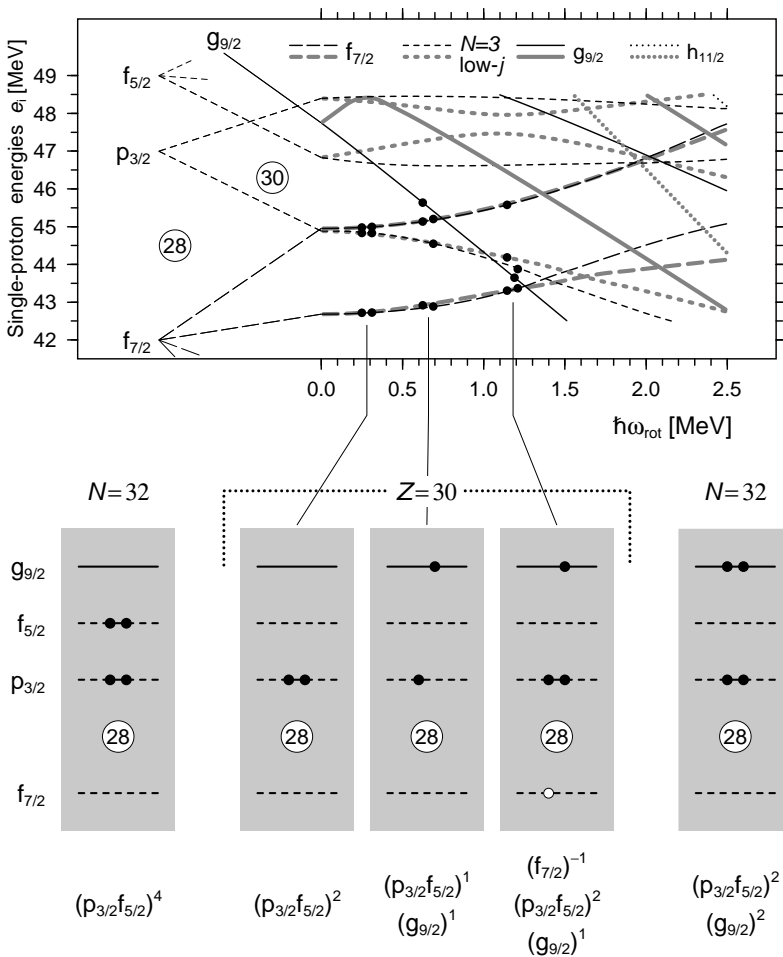 g9/2
N=3
f7/2
low-j
g9/2
h11/2
Single-proton energies ei [MeV]
49
48
47
46
45
44
43
42
f5/2
p3/2
f7/2
30
28
0.0 0.5 1.0 1.5 2.0 2.5
ħωrot [MeV]
N=32 Z=30 N=32
g9/2
f5/2
p3/2
28 28 28 28 28
f7/2
(p3/2f5/2)⁴
(p3/2f5/2)²
(p3/2f5/2)¹
(g9/2)¹
(f7/2)⁻¹
(p3/2f5/2)²
(g9/2)¹
(p3/2f5/2)²
(g9/2)²